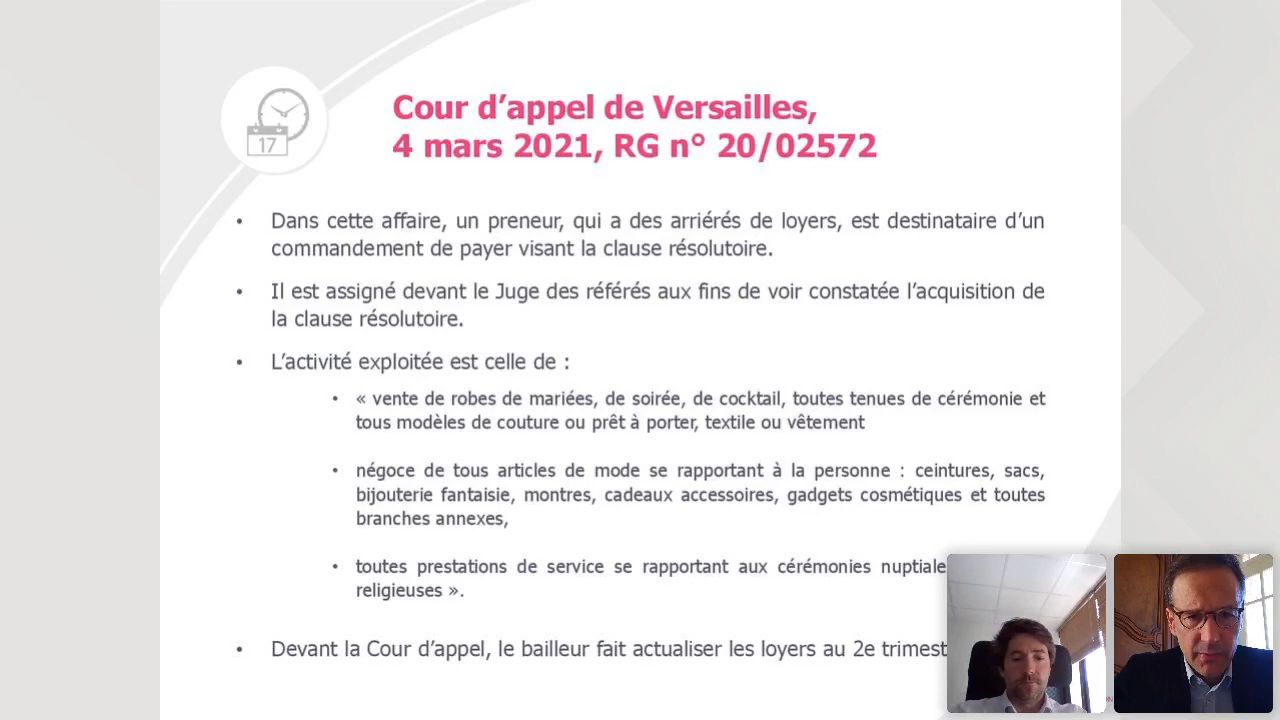 17
Cour d’appel de Versailles,
4 mars 2021, RG n° 20/02572
• Dans cette affaire, un preneur, qui a des arriérés de loyers, est destinataire d’un
commandement de payer visant la clause résolutoire.
• Il est assigné devant le Juge des référés aux fins de voir constatée l’acquisition de
la clause résolutoire.
• L’activité exploitée est celle de :
• « vente de robes de mariées, de soirée, de cocktail, toutes tenues de cérémonie et
tous modèles de couture ou prêt à porter, textile ou vêtement
• négoce de tous articles de mode se rapportant à la personne : ceintures, sacs,
bijouterie fantaisie, montres, cadeaux accessoires, gadgets cosmétiques et toutes
branches annexes,
• toutes prestations de service se rapportant aux cérémonies nuptiale
religieuses ».
• Devant la Cour d’appel, le bailleur fait actualiser les loyers au 2e trimest